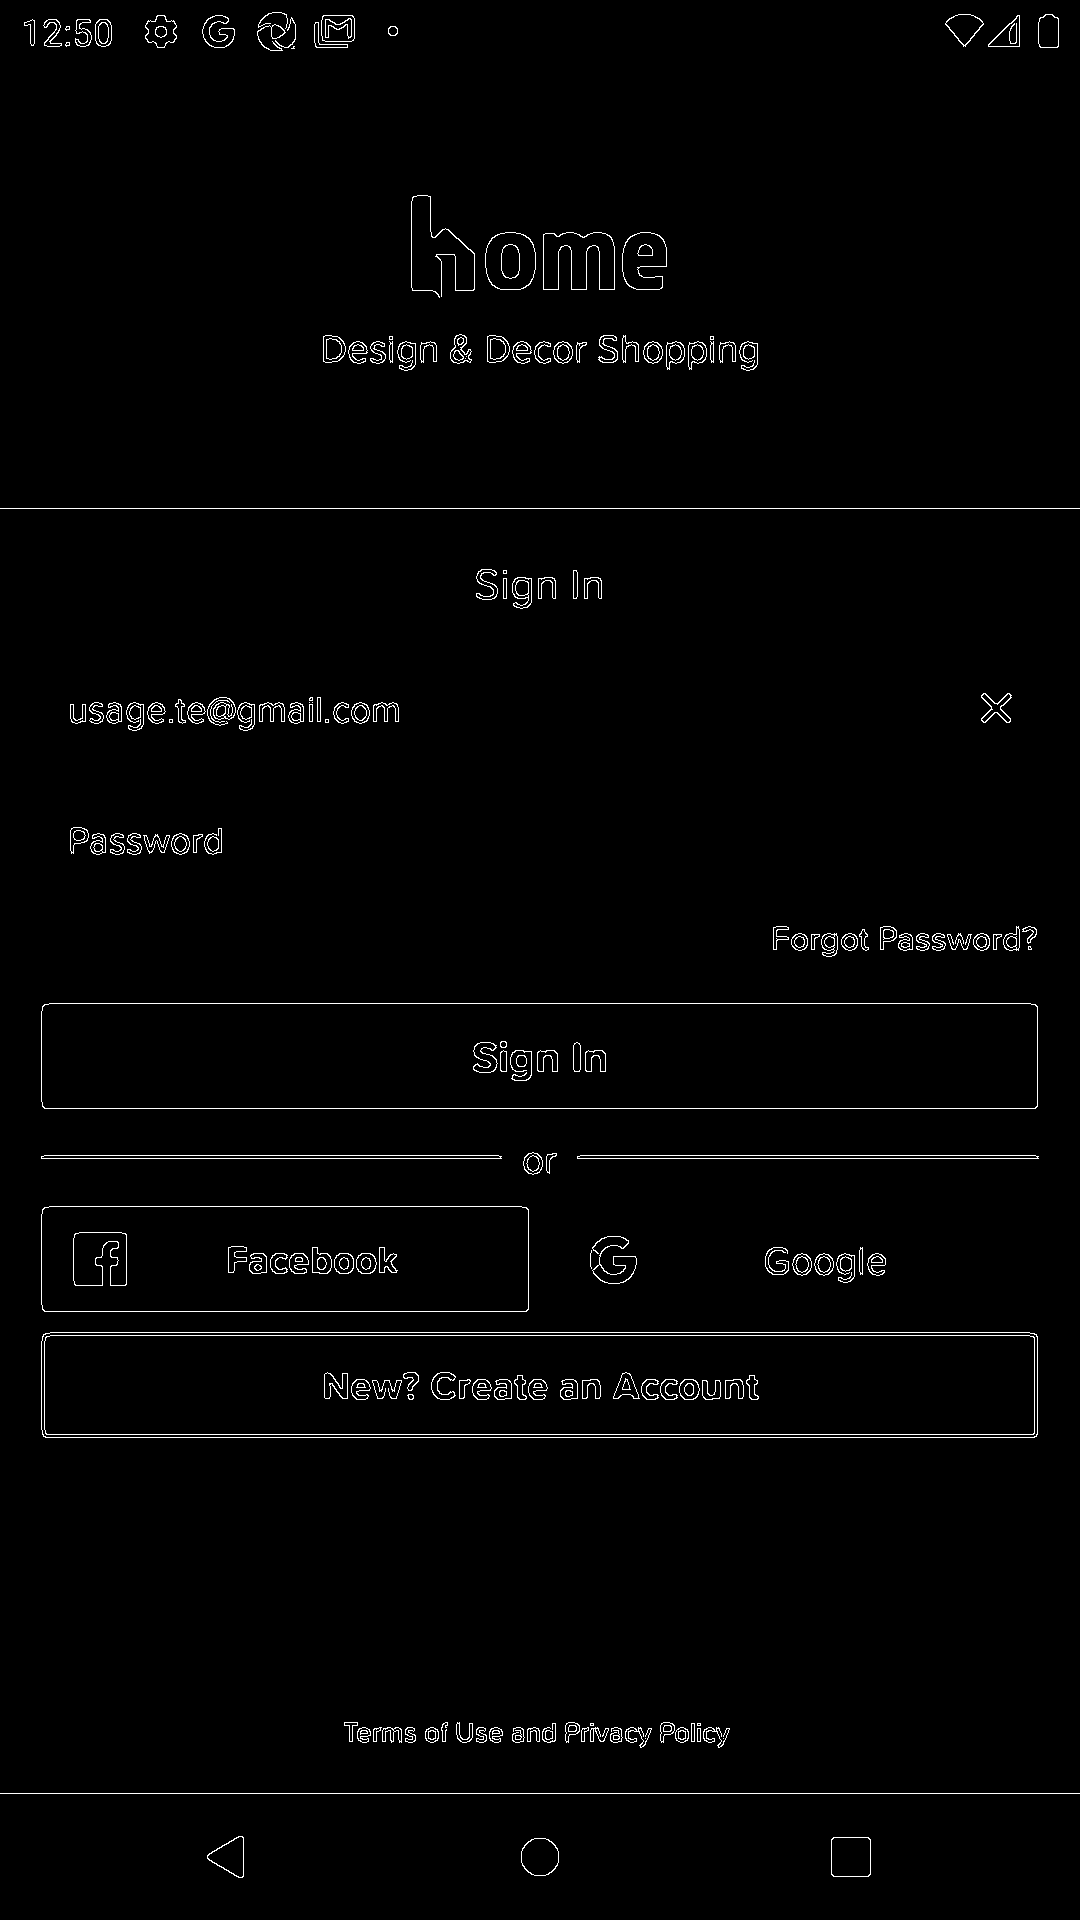 12:50
home
Design & Decor Shopping
Sign In
usage.te@gmail.com
Password
Forgot Password?
Sign In
or
Facebook
Google
New? Create an Account
Terms of Use and Privacy Policy